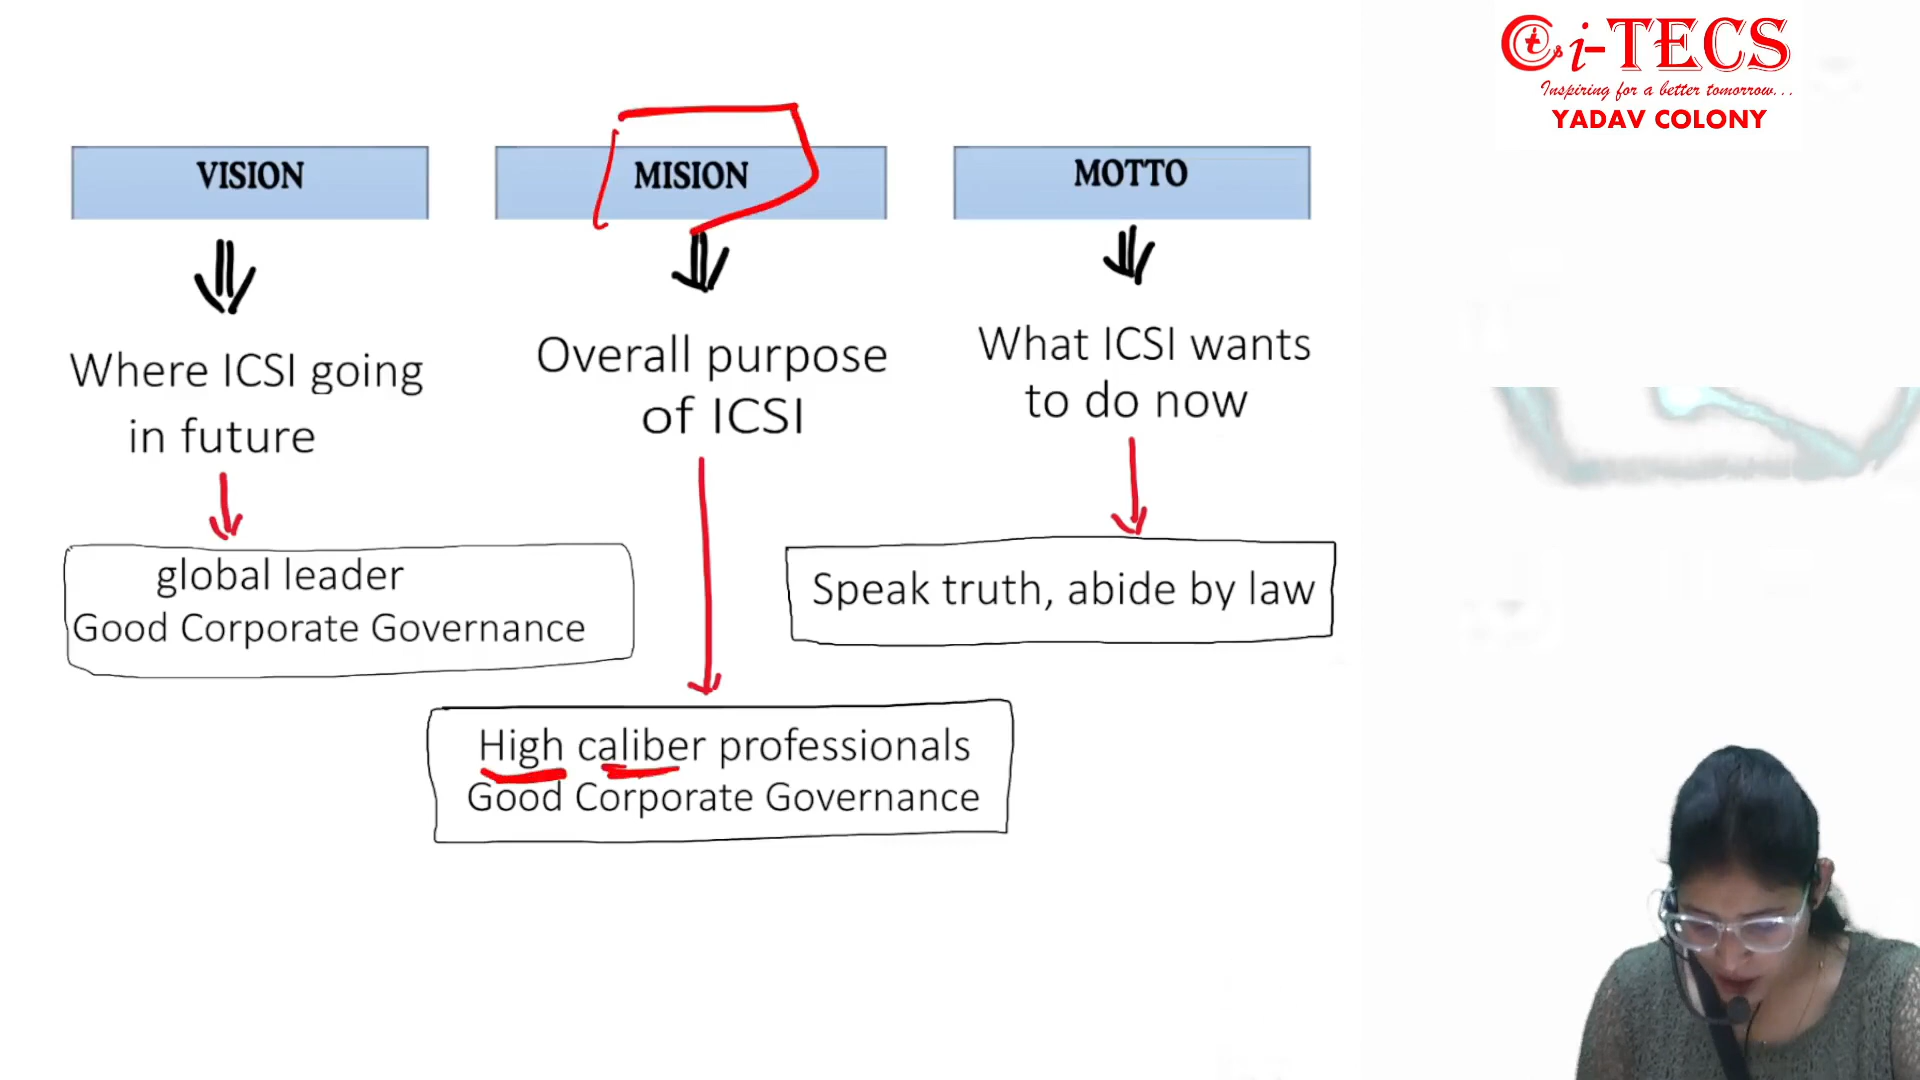 i-TECS
Inspiring for a better tomorrow...
YADAV COLONY
VISION
MISION
MOTTO
Where ICSI going
in future
Overall purpose
of ICSI
What ICSI wants
to do now
global leader
Good Corporate Governance
Speak truth, abide by law
High caliber professionals
Good Corporate Governance